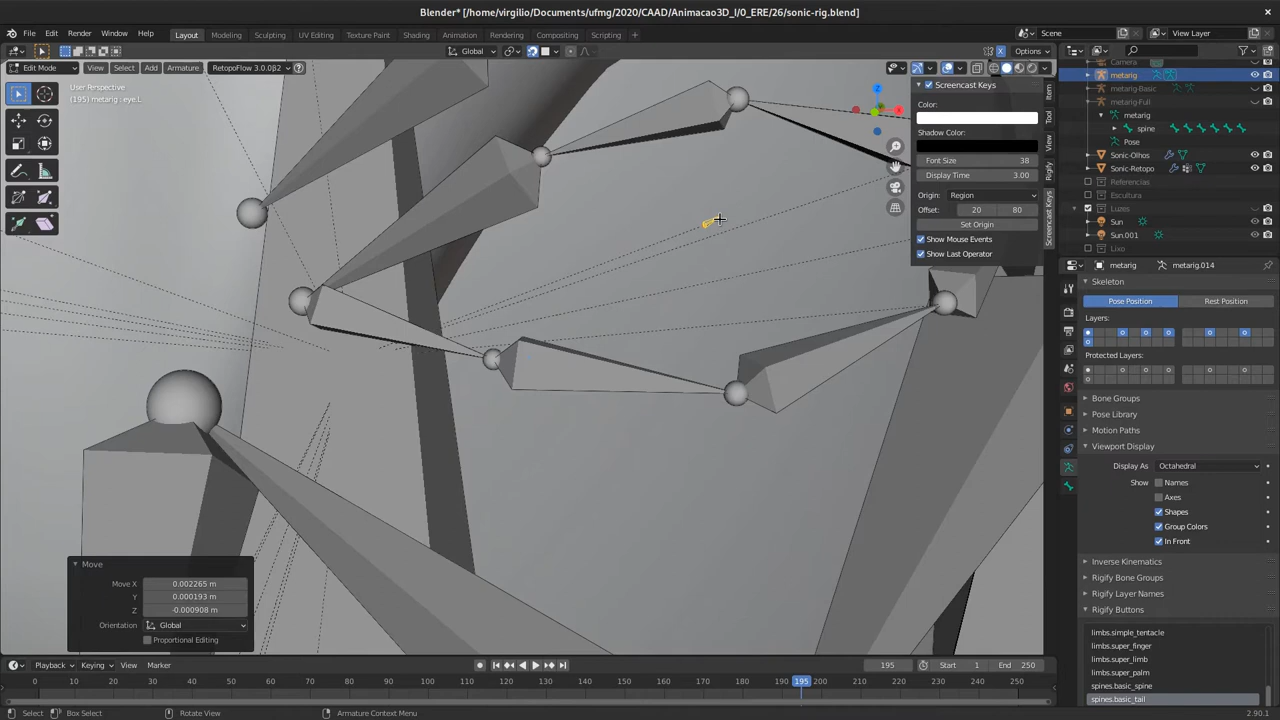 Blender* [/home/virgilio/Documents/ufmg/2020/CAAD/Animacao3D_I/0_ERE/26/sonic-rig.blend]
File Edit Render Window Help Layout Modeling Sculpting UV Editing Texture Paint Shading Animation Rendering Compositing Scripting + Scene View Layer
Global Options
Edit Mode View Select Add Armature RetopoFlow 3.0.0β2
User Perspective
(195) metarig : eye.L
Screencast Keys
Color:
Shadow Color:
Font Size 38
Display Time 3.00
Origin: Region
Offset: 20 80
Set Origin
Show Mouse Events
Show Last Operator
Item
Tool
View
Rigify
Screencast Keys
Camera
metarig
metarig-Basic
metarig-Full
metarig
spine
Pose
Sonic-Olhos
Sonic-Retopo
Referencias
Escultura
Luzes
Sun
Sun.001
Lixo
metarig metarig.014
Skeleton
Pose Position Rest Position
Layers:
Protected Layers:
Bone Groups
Pose Library
Motion Paths
Viewport Display
Display As Octahedral
Show Names
Axes
Shapes
Group Colors
In Front
Inverse Kinematics
Rigify Bone Groups
Rigify Layer Names
Rigify Buttons
limbs.simple_tentacle
limbs.super_finger
limbs.super_limb
limbs.super_palm
spines.basic_spine
spines.basic_tail
Move
Move X 0.002265 m
Y 0.000193 m
Z -0.000908 m
Orientation Global
Proportional Editing
Playback Keying View Marker 195 Start 1 End 250
0 10 20 30 40 50 60 70 80 90 100 110 120 130 140 150 160 170 180 190 195 200 210 220 230 240 250
Select Box Select Rotate View Armature Context Menu 2.90.1